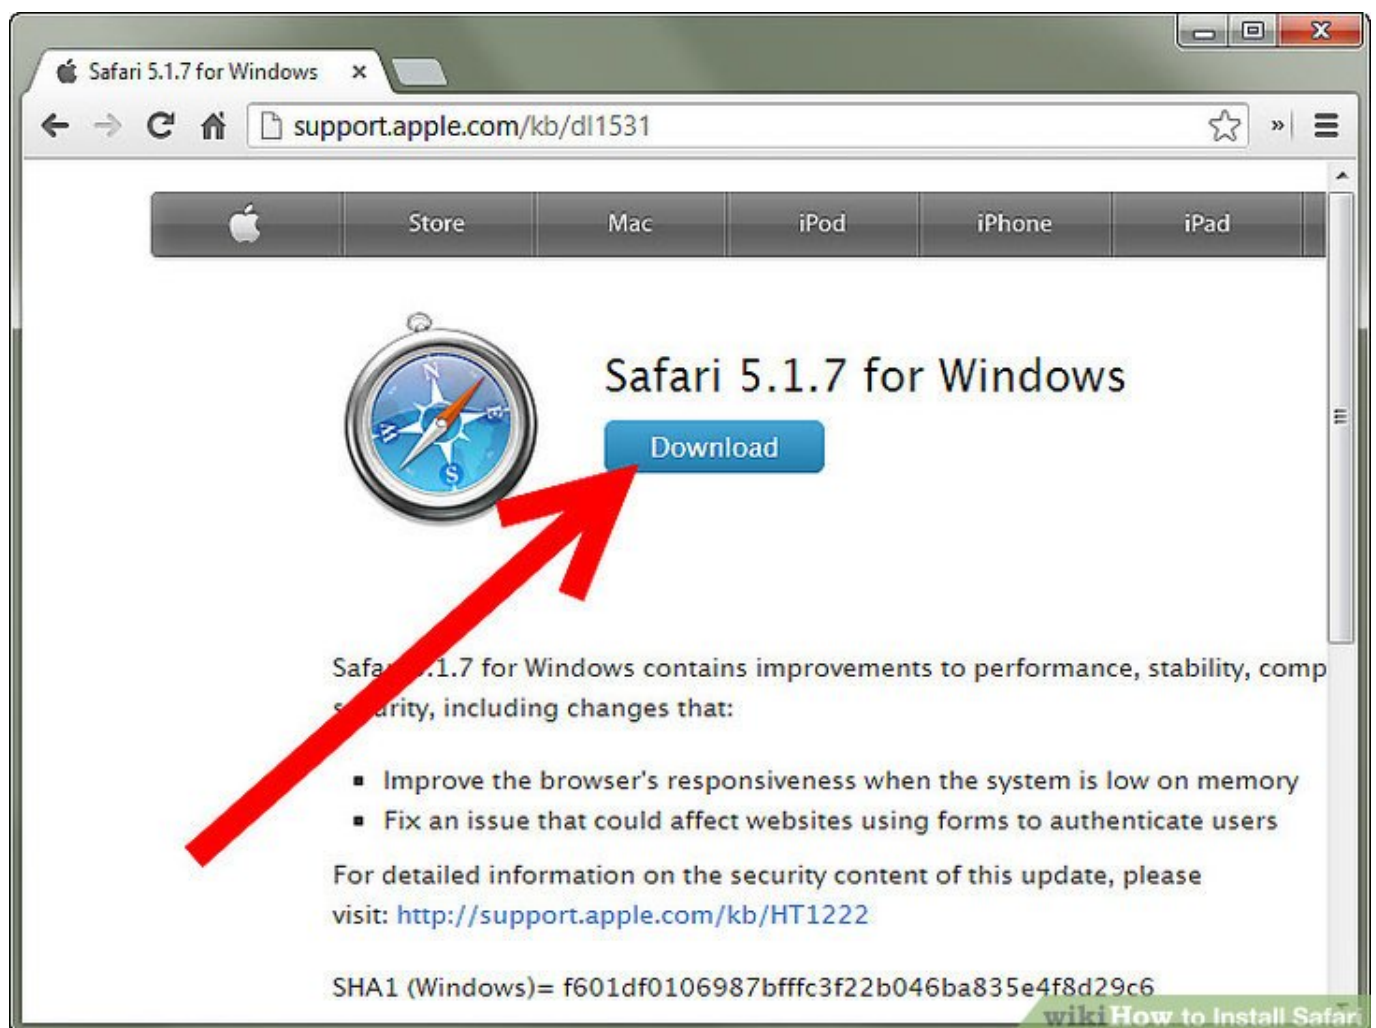 Safari 5.1.7 for Windows
support.apple.com/kb/dl1531
Store Mac iPod iPhone iPad
N
E
W
S
Safari 5.1.7 for Windows
Download
Safari 5.1.7 for Windows contains improvements to performance, stability, comp
security, including changes that:
Improve the browser's responsiveness when the system is low on memory
Fix an issue that could affect websites using forms to authenticate users
For detailed information on the security content of this update, please
visit: http://support.apple.com/kb/HT1222
SHA1 (Windows)= f601df0106987bfffc3f22b046ba835e4f8d29c6
wikiHow to Install Safari